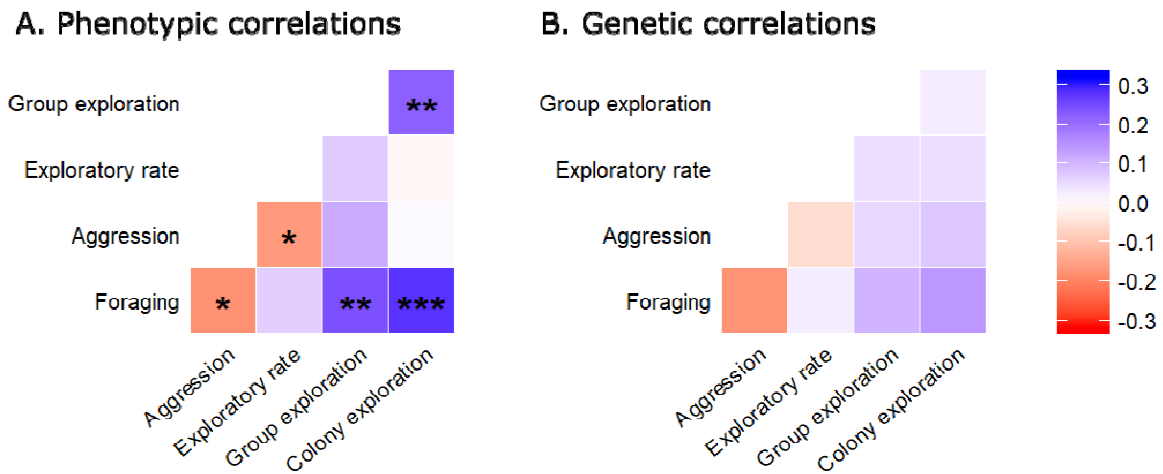 A. Phenotypic correlations
Group exploration
**
Exploratory rate
Aggression
*
Foraging
*
**
***
Aggression
Exploratory rate
Group exploration
Colony exploration
B. Genetic correlations
Group exploration
Exploratory rate
Aggression
Foraging
Aggression
Exploratory rate
Group exploration
Colony exploration
0.3
0.2
0.1
0.0
-0.1
-0.2
-0.3